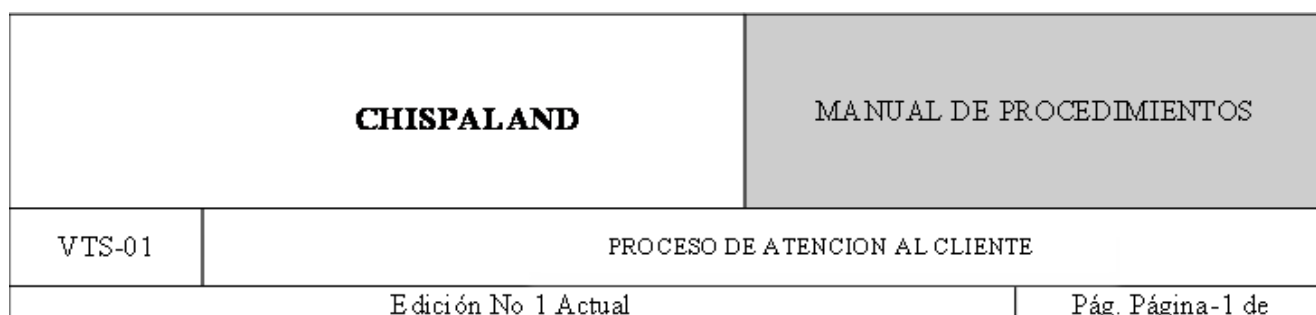 CHISPALAND
MANUAL DE PROCEDIMIENTOS
VTS-01
PROCESO DE ATENCION AL CLIENTE
Edición No 1 Actual
Pág. Página-1 de